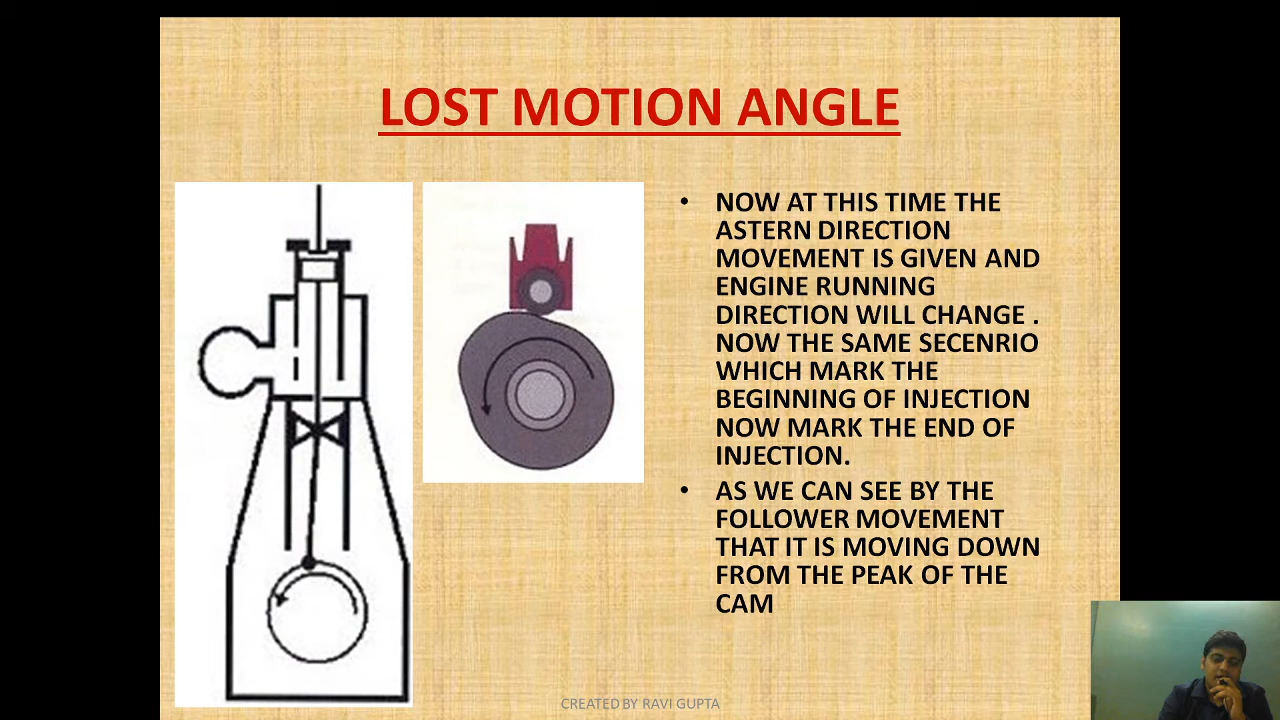 LOST MOTION ANGLE
• NOW AT THIS TIME THE
ASTERN DIRECTION
MOVEMENT IS GIVEN AND
ENGINE RUNNING
DIRECTION WILL CHANGE .
NOW THE SAME SECENRIO
WHICH MARK THE
BEGINNING OF INJECTION
NOW MARK THE END OF
INJECTION.
• AS WE CAN SEE BY THE
FOLLOWER MOVEMENT
THAT IT IS MOVING DOWN
FROM THE PEAK OF THE
CAM
CREATED BY RAVI GUPTA